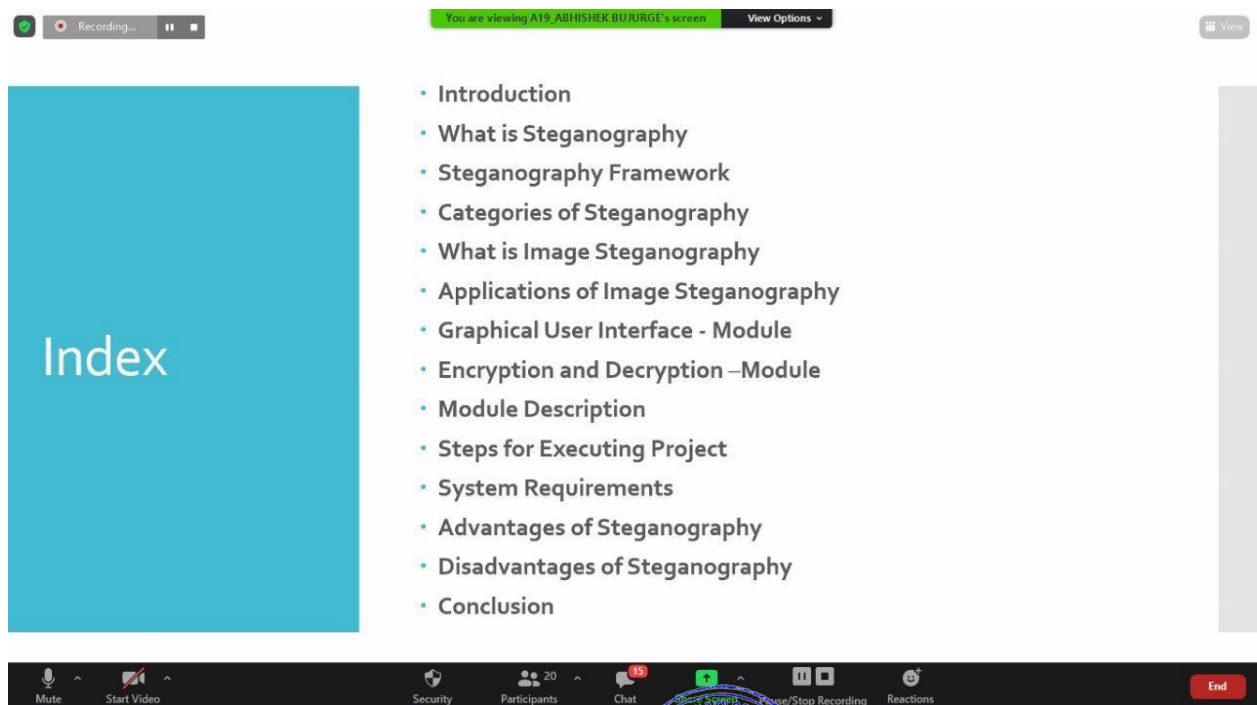 Recording...
You are viewing A19_ABHISHEK BUJURGE's screen View Options
View
Index
• Introduction
• What is Steganography
• Steganography Framework
• Categories of Steganography
• What is Image Steganography
• Applications of Image Steganography
• Graphical User Interface - Module
• Encryption and Decryption –Module
• Module Description
• Steps for Executing Project
• System Requirements
• Advantages of Steganography
• Disadvantages of Steganography
• Conclusion
20 15
Mute Start Video Security Participants Chat Share Screen Pause/Stop Recording Reactions End